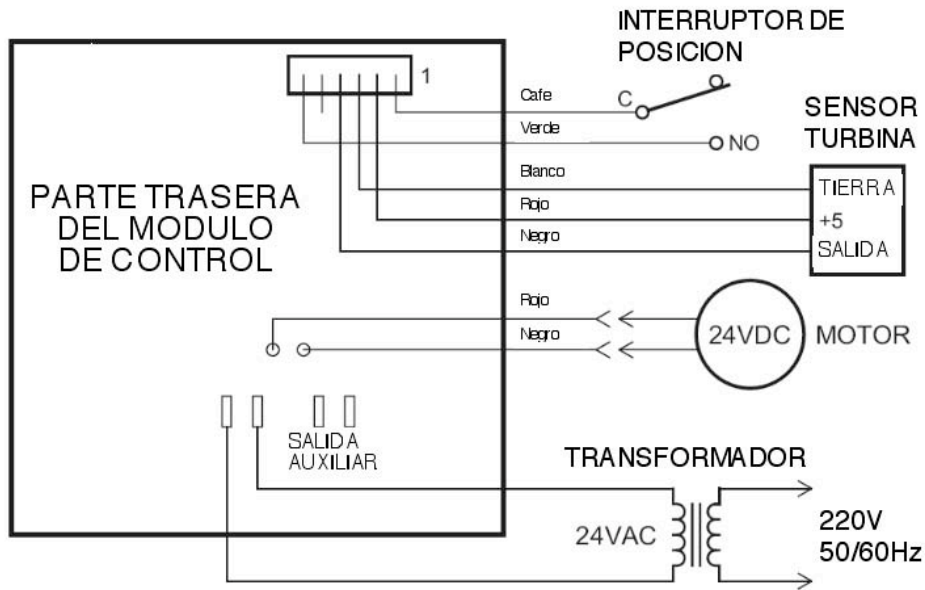 INTERRUPTOR DE
POSICION
1
Cafe
C
Verde
NO
SENSOR
TURBINA
Blanco
TIERRA
Rojo
+5
Negro
SALIDA
PARTE TRASERA
DEL MODULO
DE CONTROL
Rojo
Negro
24VDC
MOTOR
SALIDA
AUXILIAR
TRANSFORMADOR
24VAC
220V
50/60Hz